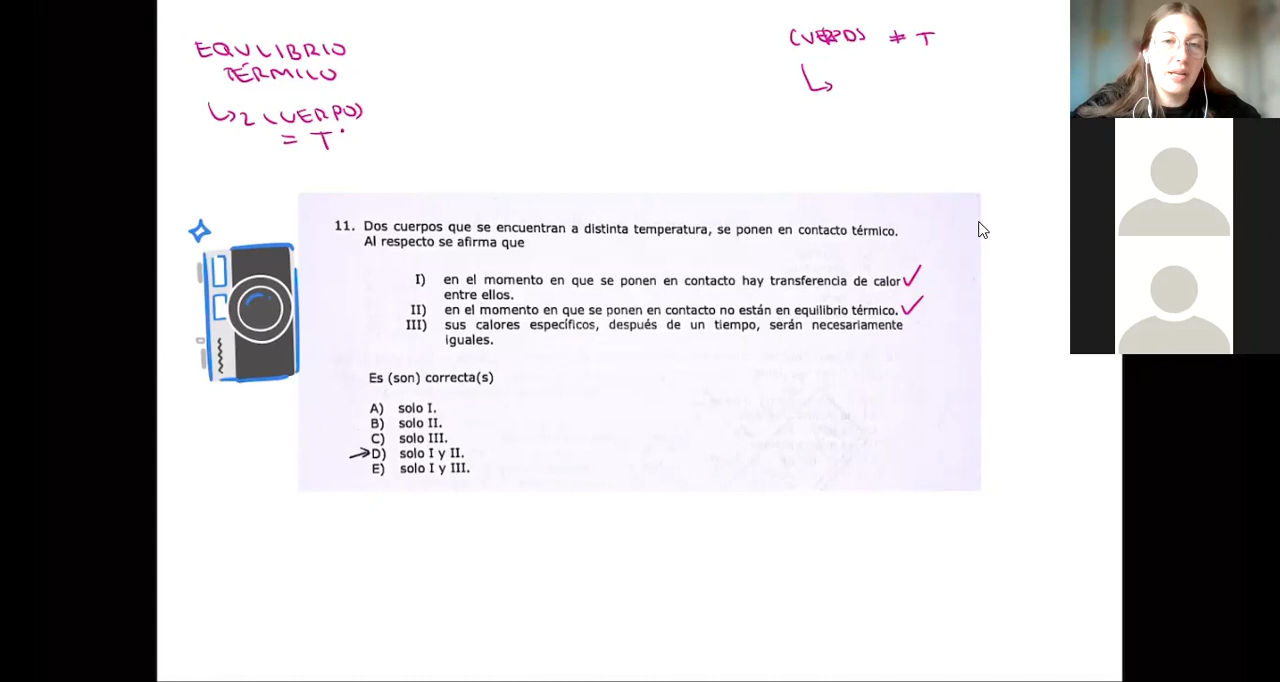 EQULIBRIO
TÉRMICO
↳ 2 CUERPOS
= T°
CUERPOS ≠ T
11. Dos cuerpos que se encuentran a distinta temperatura, se ponen en contacto térmico.
Al respecto se afirma que
I) en el momento en que se ponen en contacto hay transferencia de calor
entre ellos.
II) en el momento en que se ponen en contacto no están en equilibrio térmico.
III) sus calores específicos, después de un tiempo, serán necesariamente
iguales.
Es (son) correcta(s)
A) solo I.
B) solo II.
C) solo III.
D) solo I y II.
E) solo I y III.